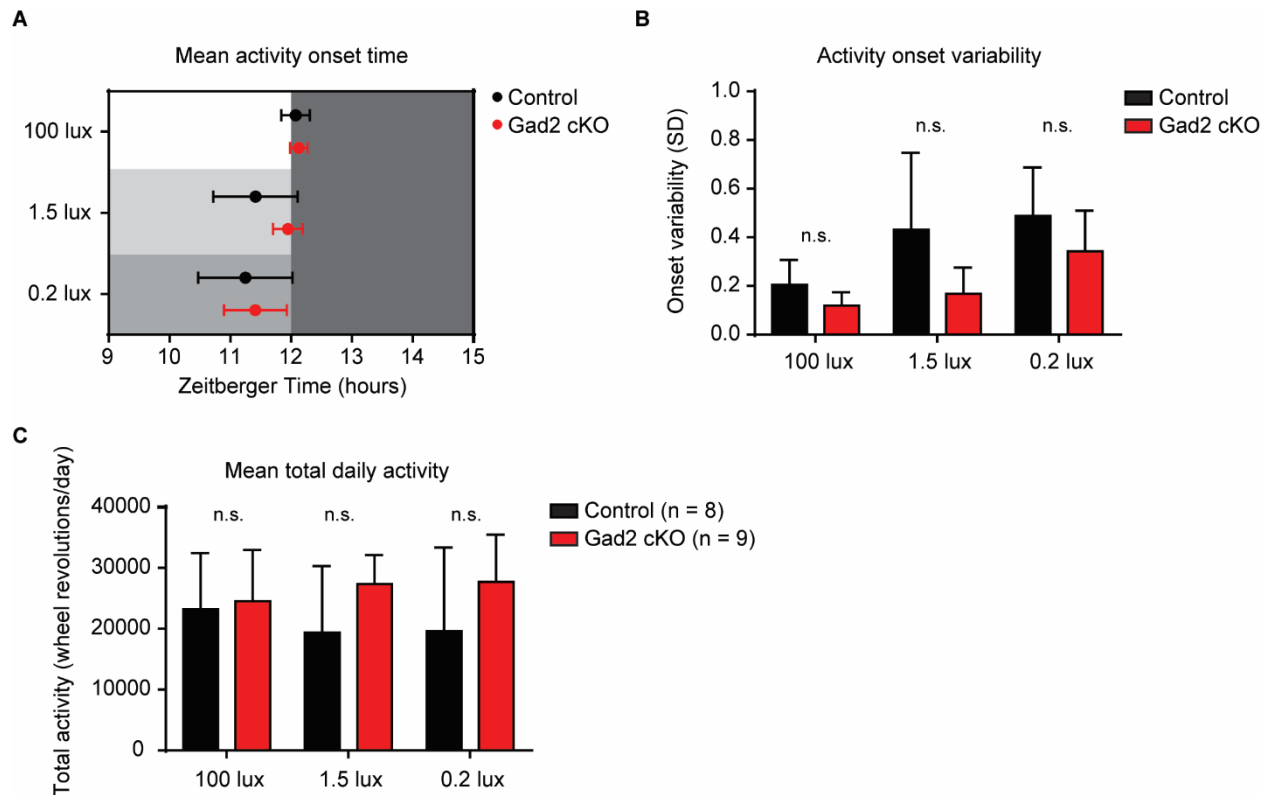 A
Mean activity onset time
100 lux
1.5 lux
0.2 lux
9 10 11 12 13 14 15
Zeitberger Time (hours)
Control
Gad2 cKO
B
Activity onset variability
Onset variability (SD)
1.0
0.8
0.6
0.4
0.2
0.0
n.s.
n.s.
n.s.
100 lux 1.5 lux 0.2 lux
Control
Gad2 cKO
C
Mean total daily activity
Total activity (wheel revolutions/day)
40000
30000
20000
10000
0
n.s. n.s. n.s.
100 lux 1.5 lux 0.2 lux
Control (n = 8)
Gad2 cKO (n = 9)